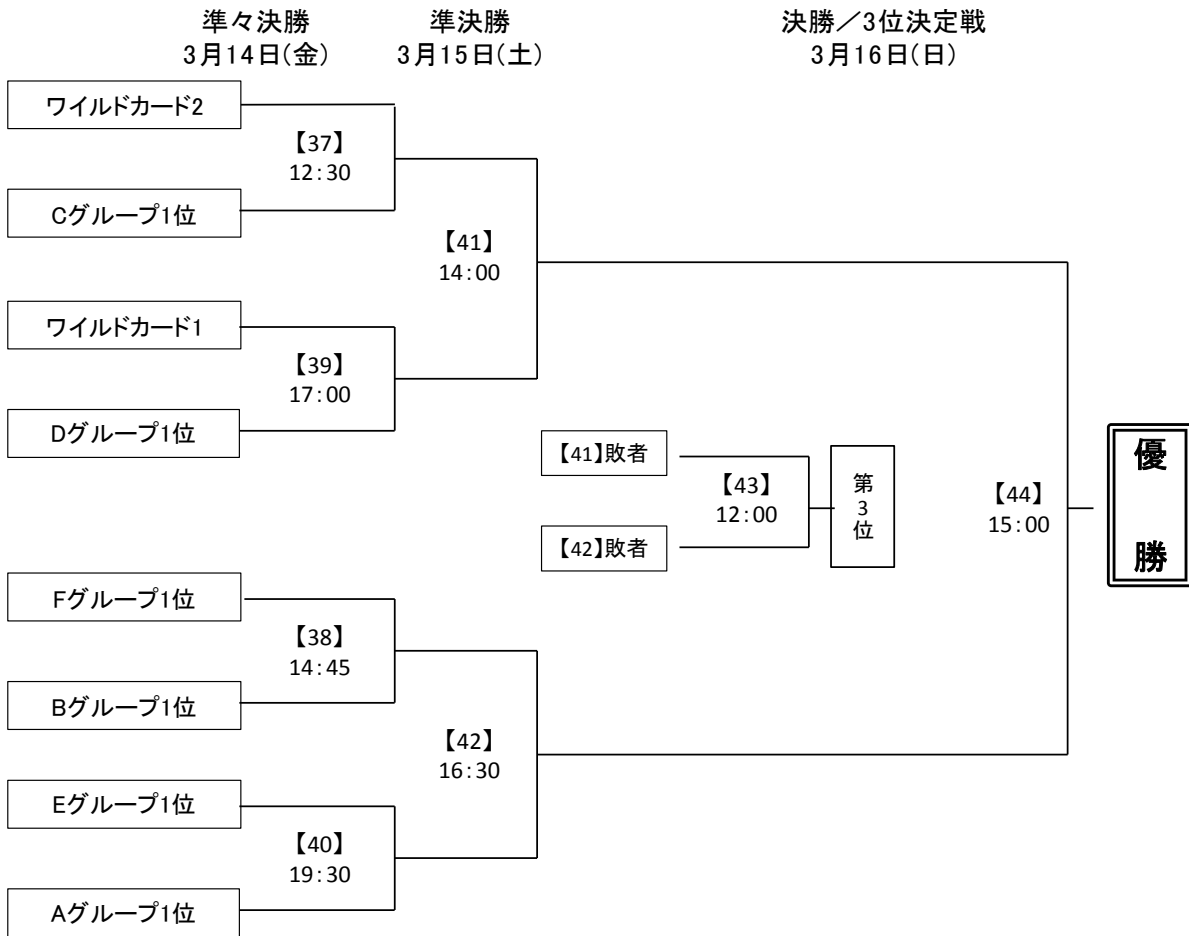 準々決勝
3月14日(金)
準決勝
3月15日(土)
決勝／3位決定戦
3月16日(日)
ワイルドカード2
【37】
12:30
Cグループ1位
【41】
14:00
ワイルドカード1
【39】
17:00
Dグループ1位
【41】敗者
【43】
12:00
【42】敗者
第
3
位
【44】
15:00
優
勝
Fグループ1位
【38】
14:45
Bグループ1位
【42】
16:30
Eグループ1位
【40】
19:30
Aグループ1位